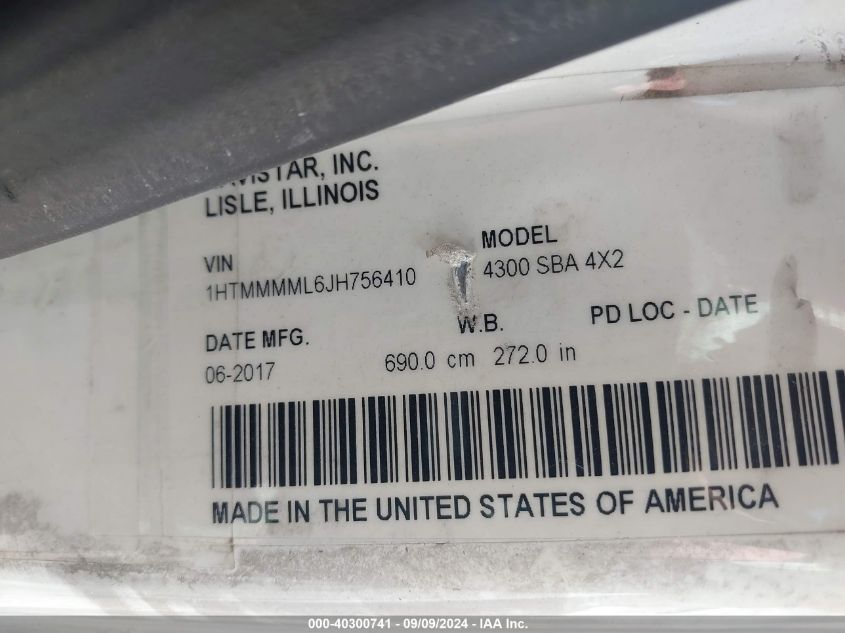 INC.
LISLE, ILLINOIS
VIN
1HTMMMML6JH756410
MODEL
4300 SBA 4X2
DATE MFG.
06-2017
W.B.
690.0 cm 272.0 in
PD LOC - DATE
MADE IN THE UNITED STATES OF AMERICA
000-40300741 - 09/09/2024 - IAA Inc.